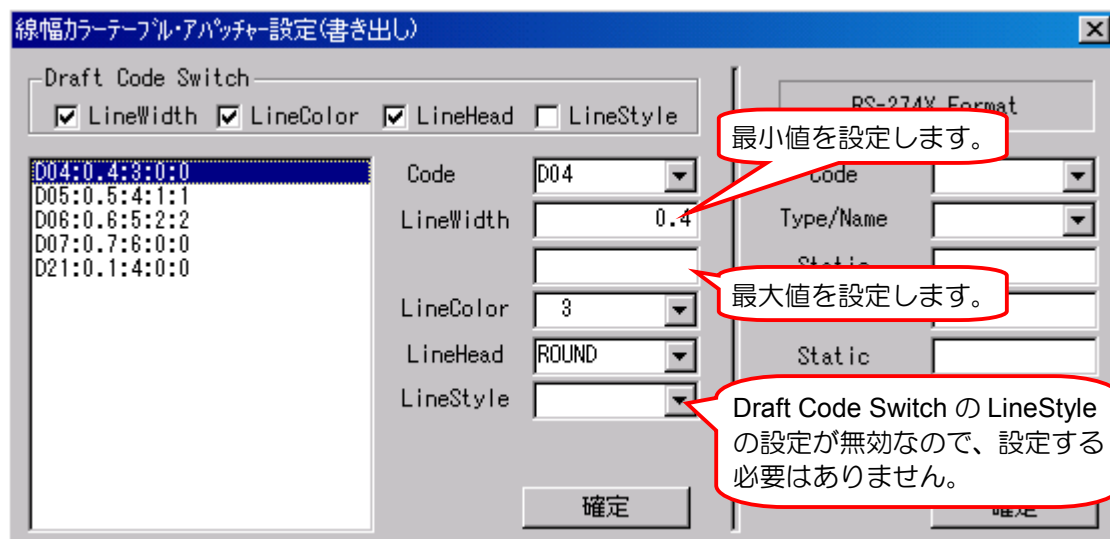 線幅カラーテーブル・アパッチャー設定(書き出し)
Draft Code Switch
LineWidth LineColor LineHead LineStyle
D04:0.4:3:0:0
D05:0.5:4:1:1
D06:0.6:5:2:2
D07:0.7:6:0:0
D21:0.1:4:0:0
Code D04
LineWidth 0.4
LineColor 3
LineHead ROUND
LineStyle
確定
RS-274X Format
Code
Type/Name
Static
Static
確定
最小値を設定します。
最大値を設定します。
Draft Code Switch の LineStyle
の設定が無効なので、設定する
必要はありません。